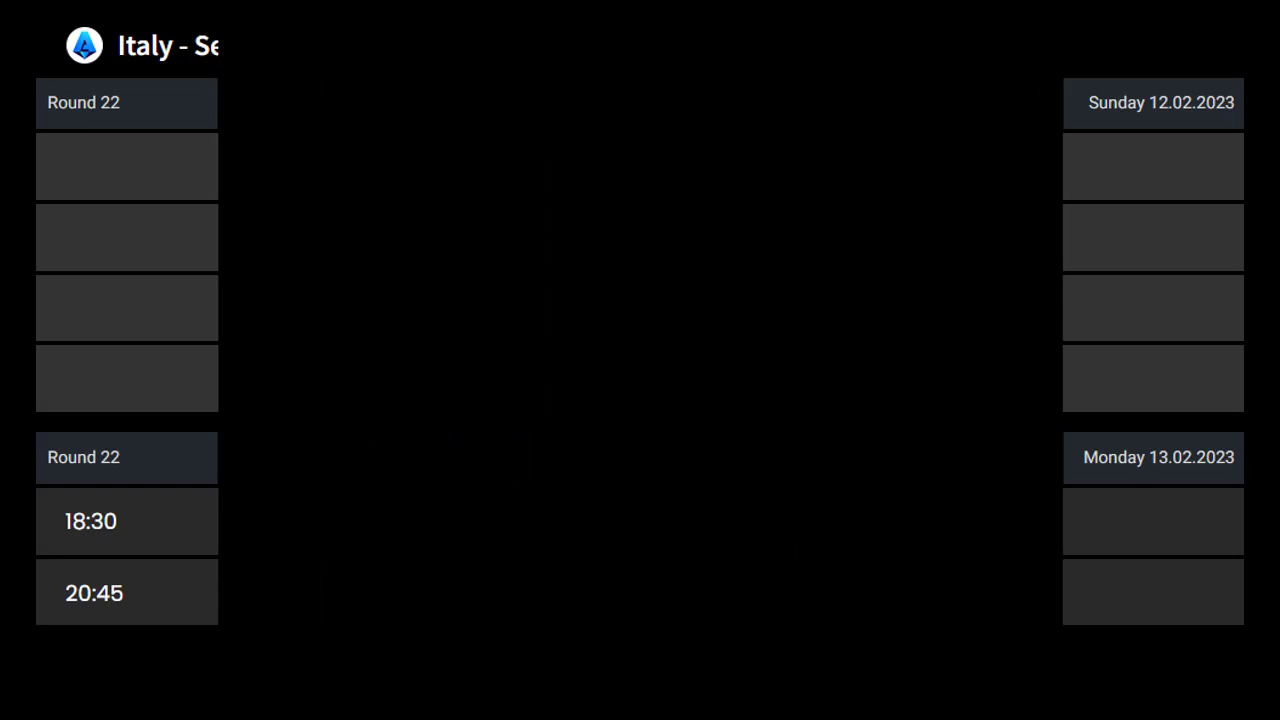 Italy - Se
Round 22
Sunday 12.02.2023
Round 22
Monday 13.02.2023
18:30
20:45